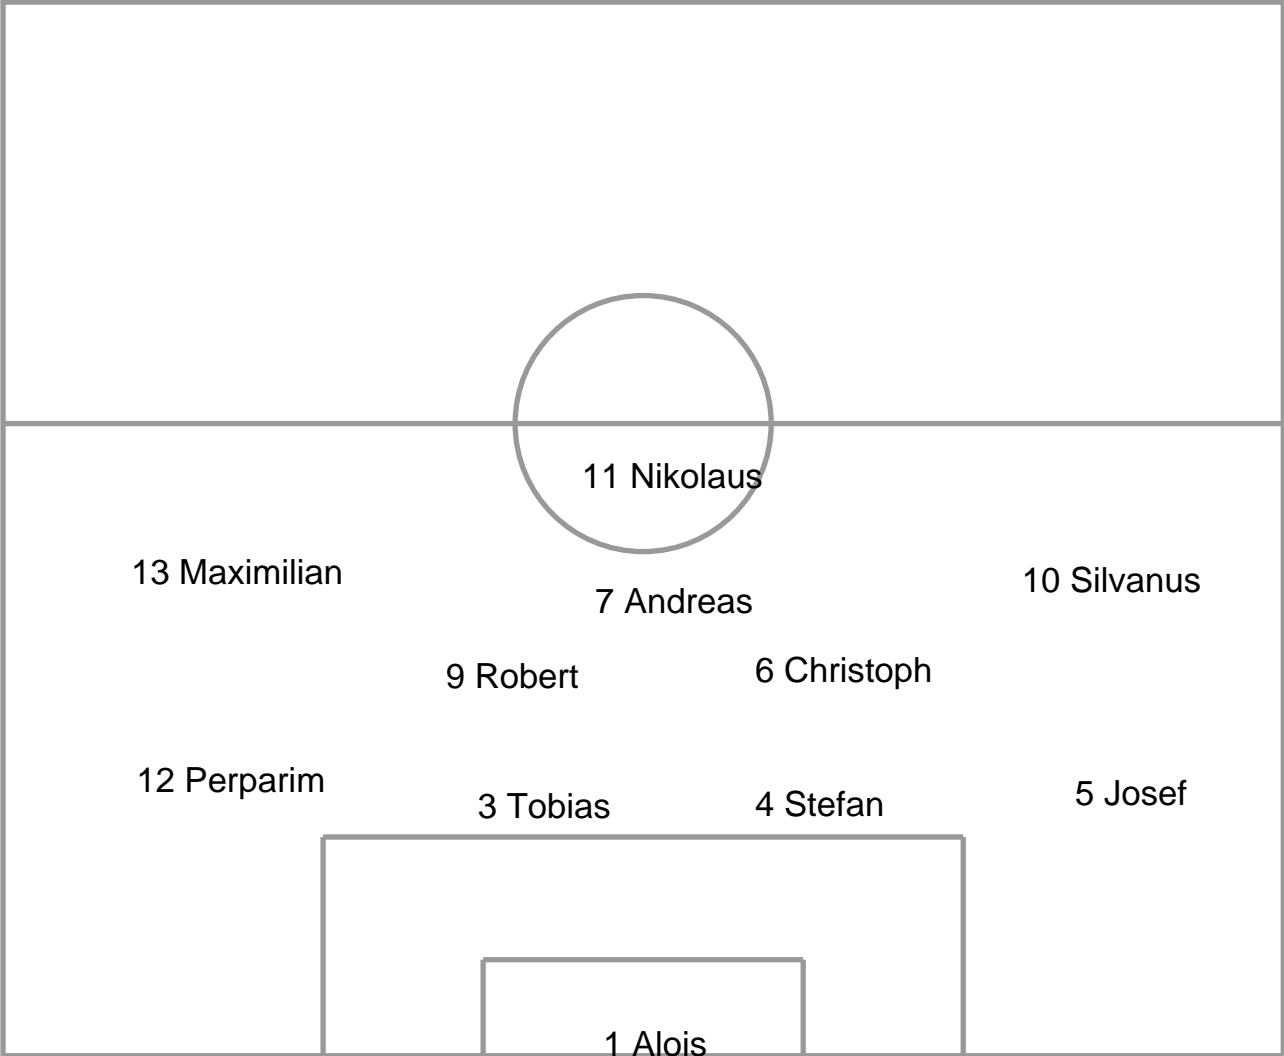 11 Nikolaus
13 Maximilian
10 Silvanus
7 Andreas
9 Robert
6 Christoph
12 Perparim
3 Tobias
4 Stefan
5 Josef
1 Alois